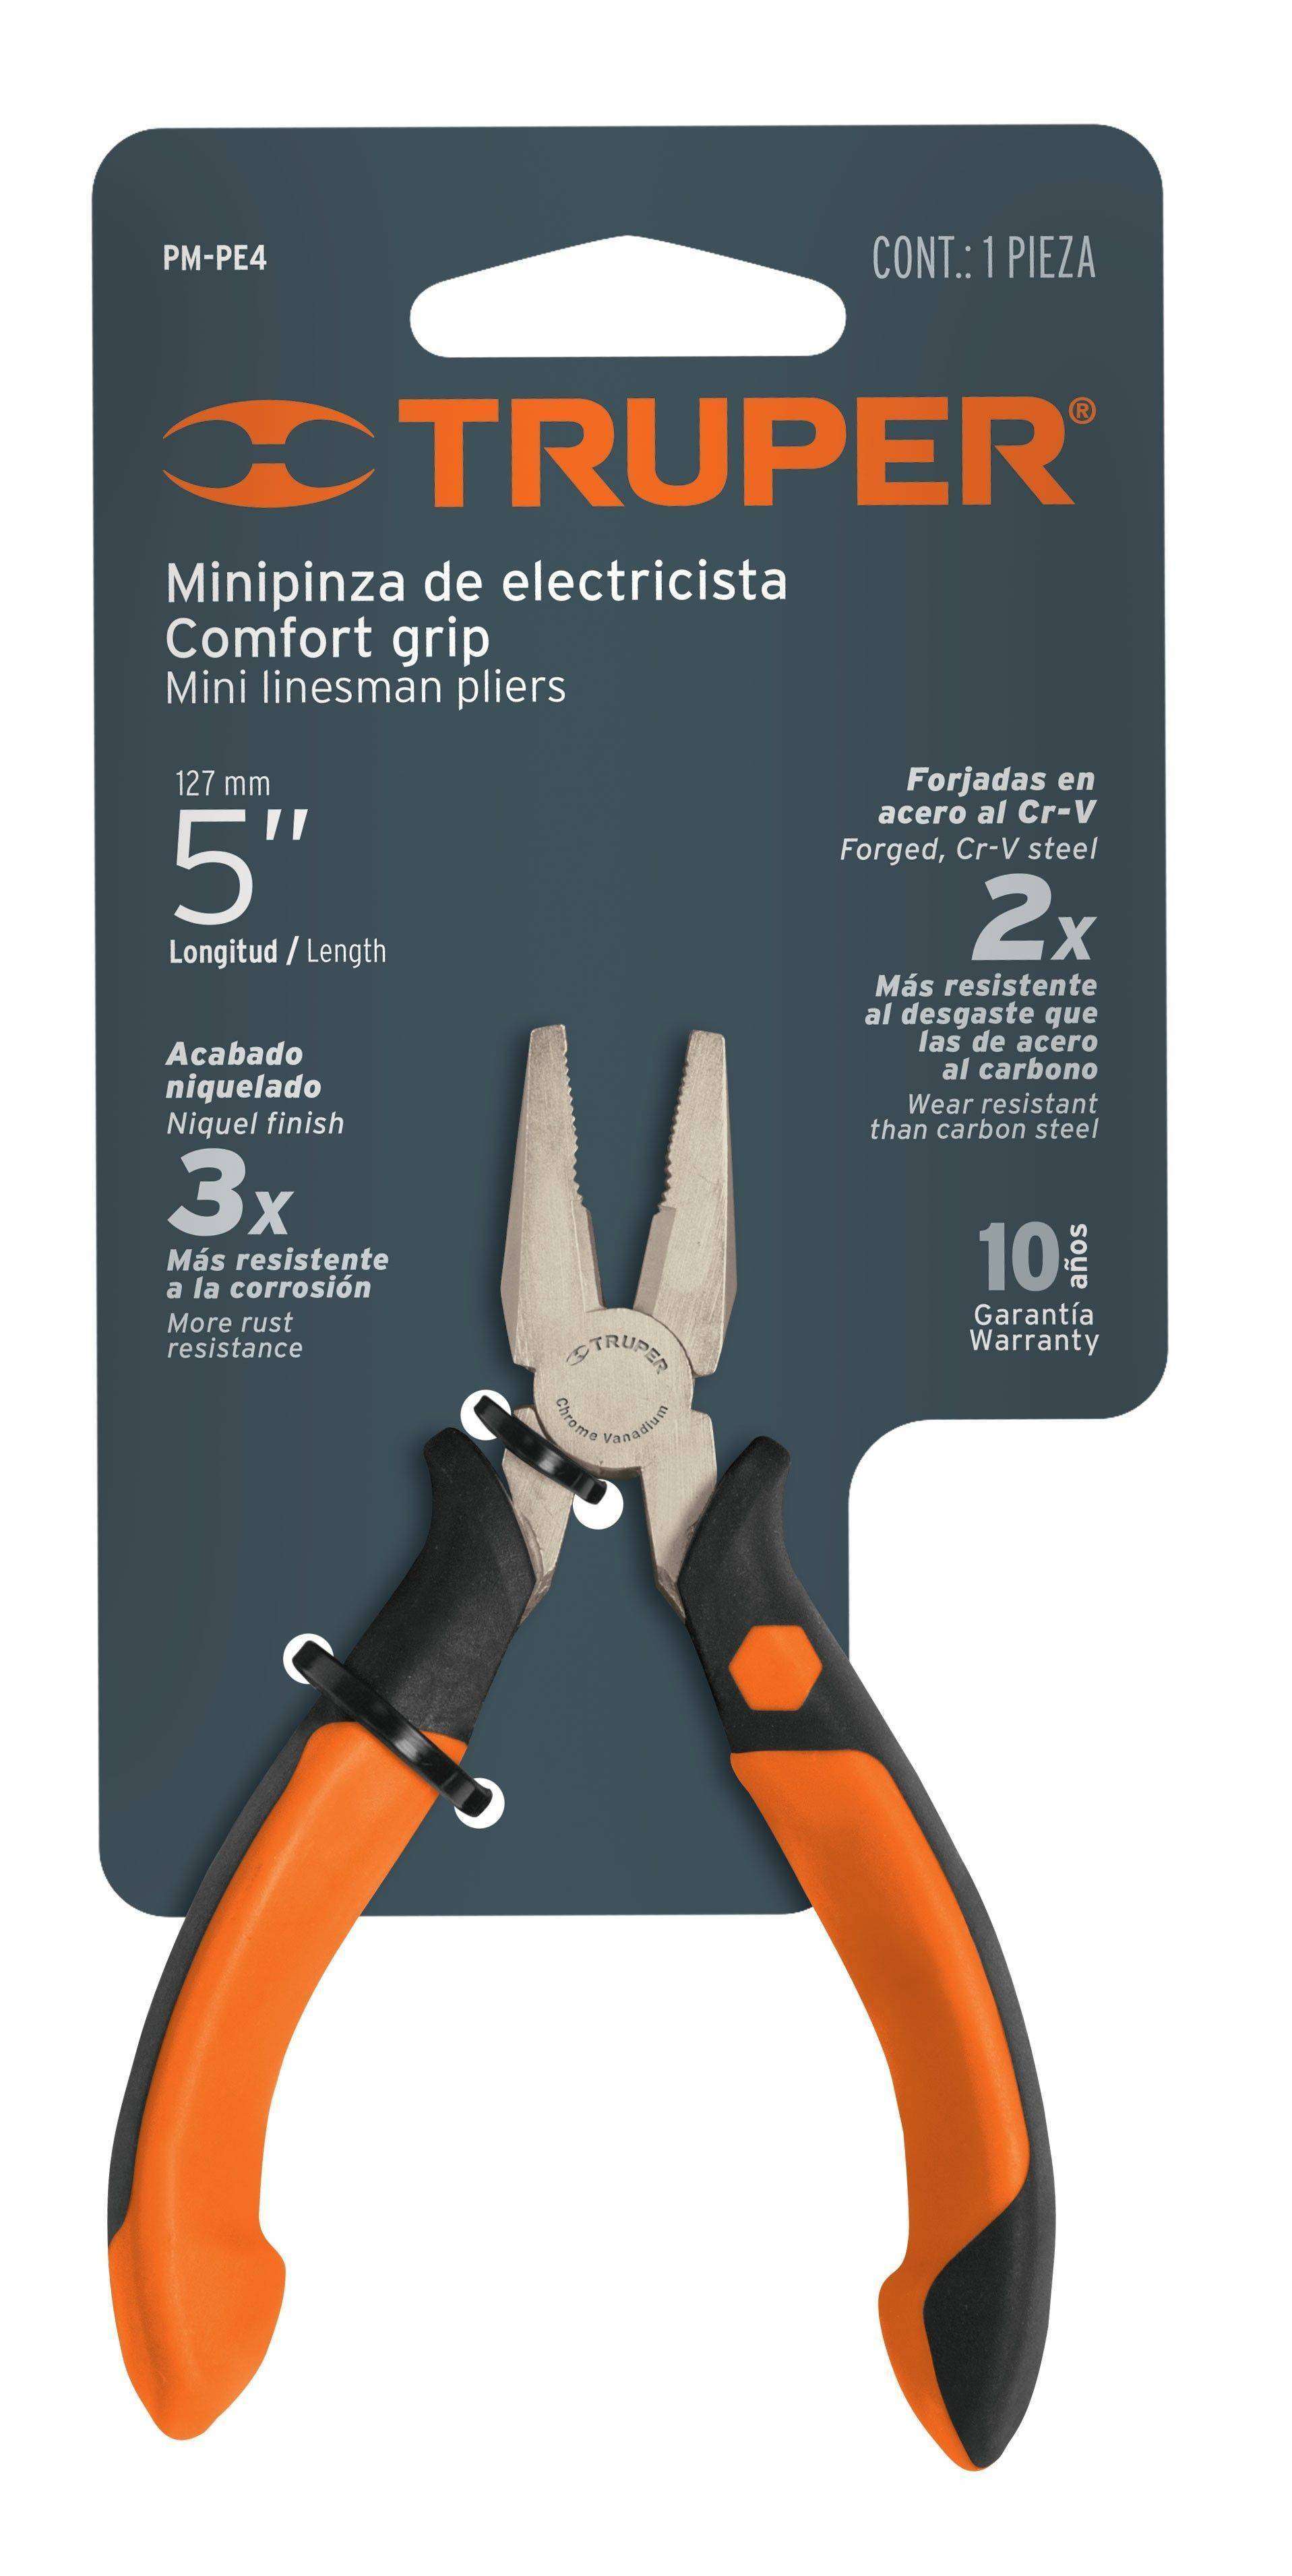 PM-PE4
CONT.: 1 PIEZA
TRUPER®
Minipinza de electricista
Comfort grip
Mini linesman pliers
127 mm
5"
Longitud / Length
Acabado
niquelado
Niquel finish
3x
Más resistente
a la corrosión
More rust
resistance
Forjadas en
acero al Cr-V
Forged, Cr-V steel
2x
Más resistente
al desgaste que
las de acero
al carbono
Wear resistant
than carbon steel
10 años
Garantía
Warranty
TRUPER
Chrome Vanadium